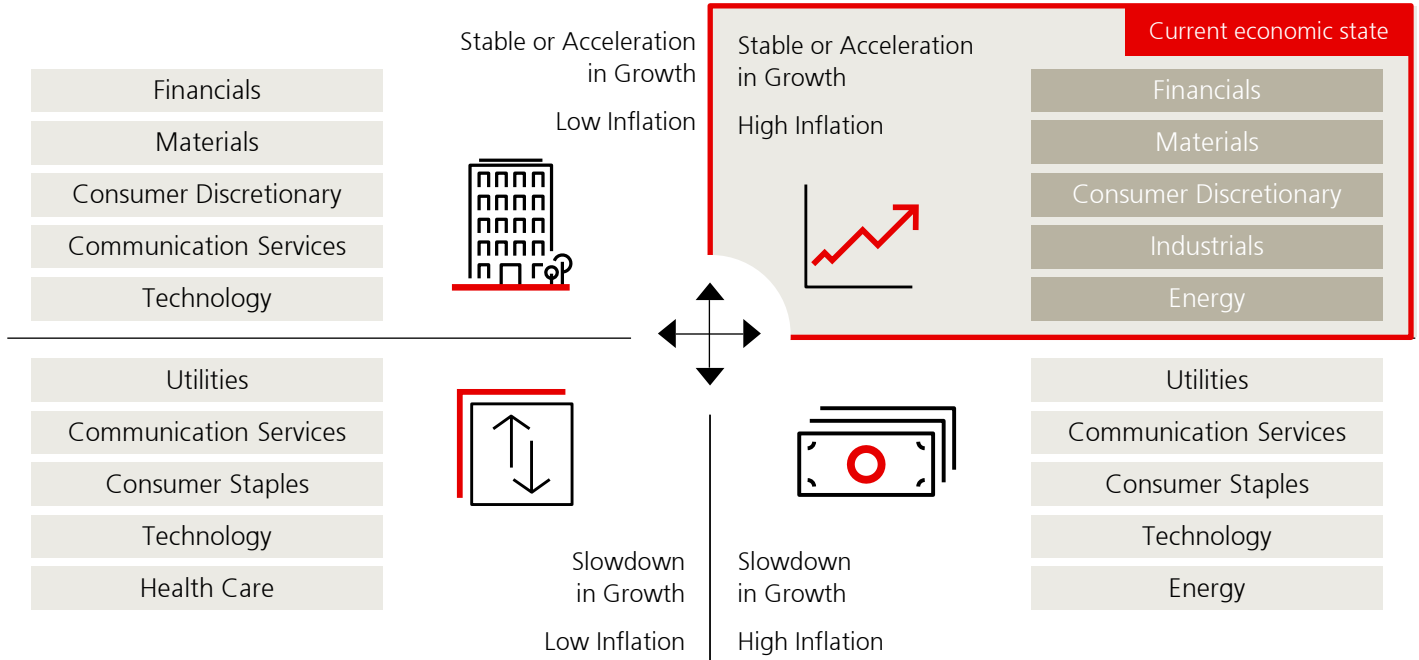 Stable or Acceleration
in Growth
Low Inflation
Financials
Materials
Consumer Discretionary
Communication Services
Technology
Current economic state
Stable or Acceleration
in Growth
High Inflation
Financials
Materials
Consumer Discretionary
Industrials
Energy
Utilities
Communication Services
Consumer Staples
Technology
Health Care
Slowdown
in Growth
Low Inflation
Slowdown
in Growth
High Inflation
Utilities
Communication Services
Consumer Staples
Technology
Energy